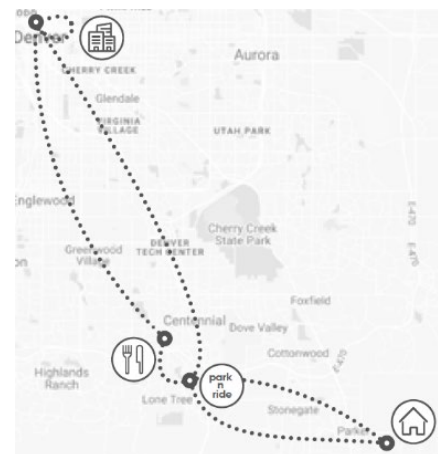 Denver
Aurora
CHERRY CREEK
Glendale
VIRGINIA
VILLAGE
UTAH PARK
Englewood
Cherry Creek
State Park
Greenwood
Village
DENVER
TECH CENTER
E-470
Foxfield
Centennial
Dove Valley
Cottonwood
E-470
Highlands
Ranch
park
n
ride
Lone Tree
Stonegate
Parker